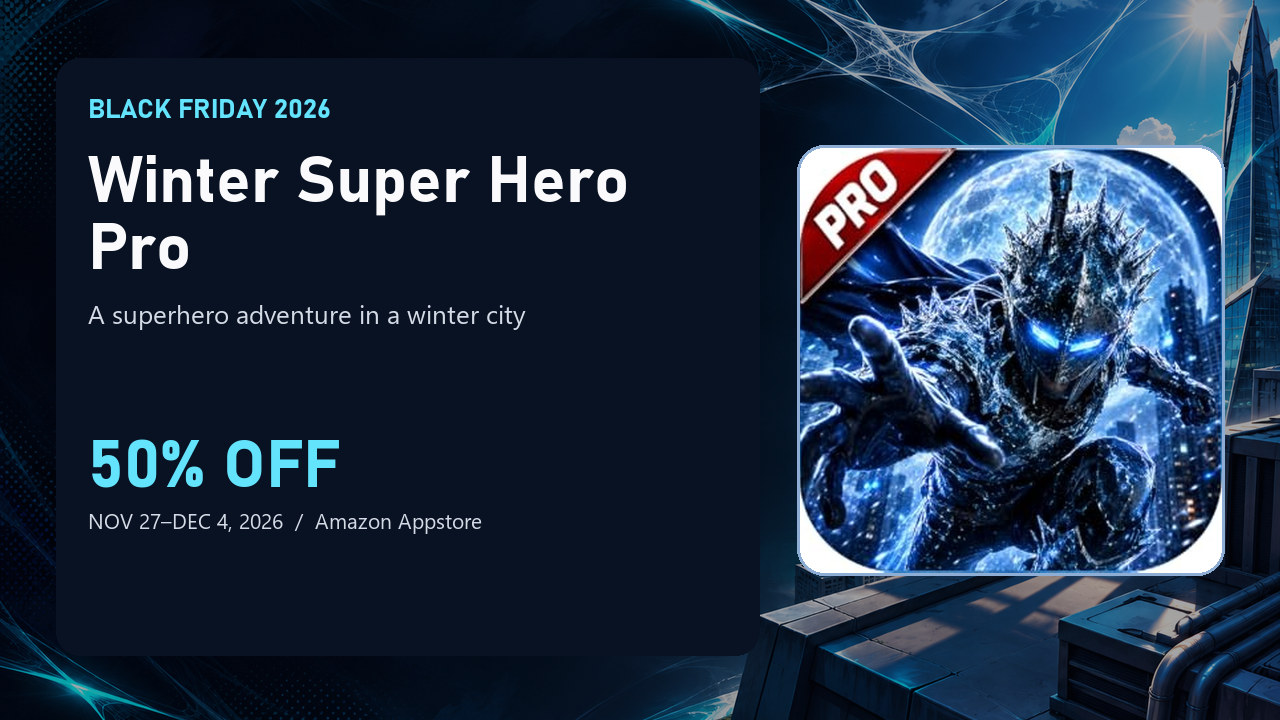 BLACK FRIDAY 2026
Winter Super Hero
Pro
A superhero adventure in a winter city
50% OFF
NOV 27–DEC 4, 2026 / Amazon Appstore
PRO